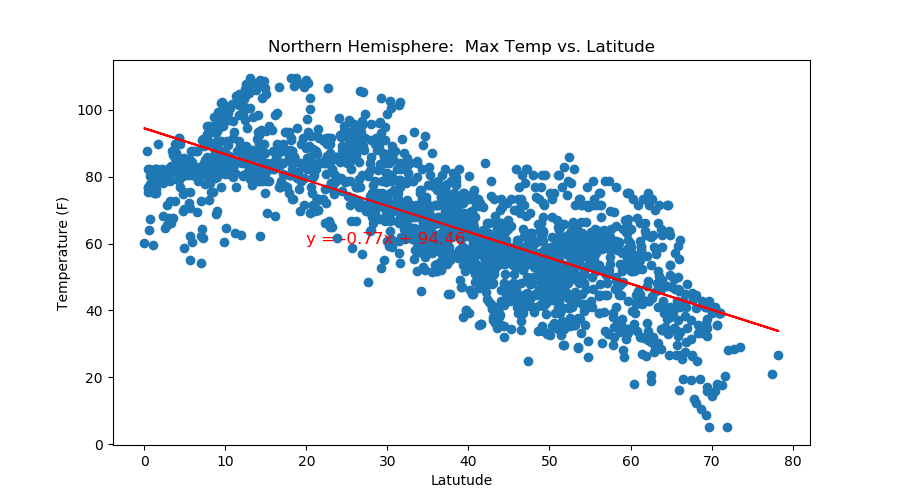 Northern Hemisphere:  Max Temp vs. Latitude
Temperature (F)
100
80
60
40
20
0
y = -0.77x + 94.46
0 10 20 30 40 50 60 70 80
Latutude